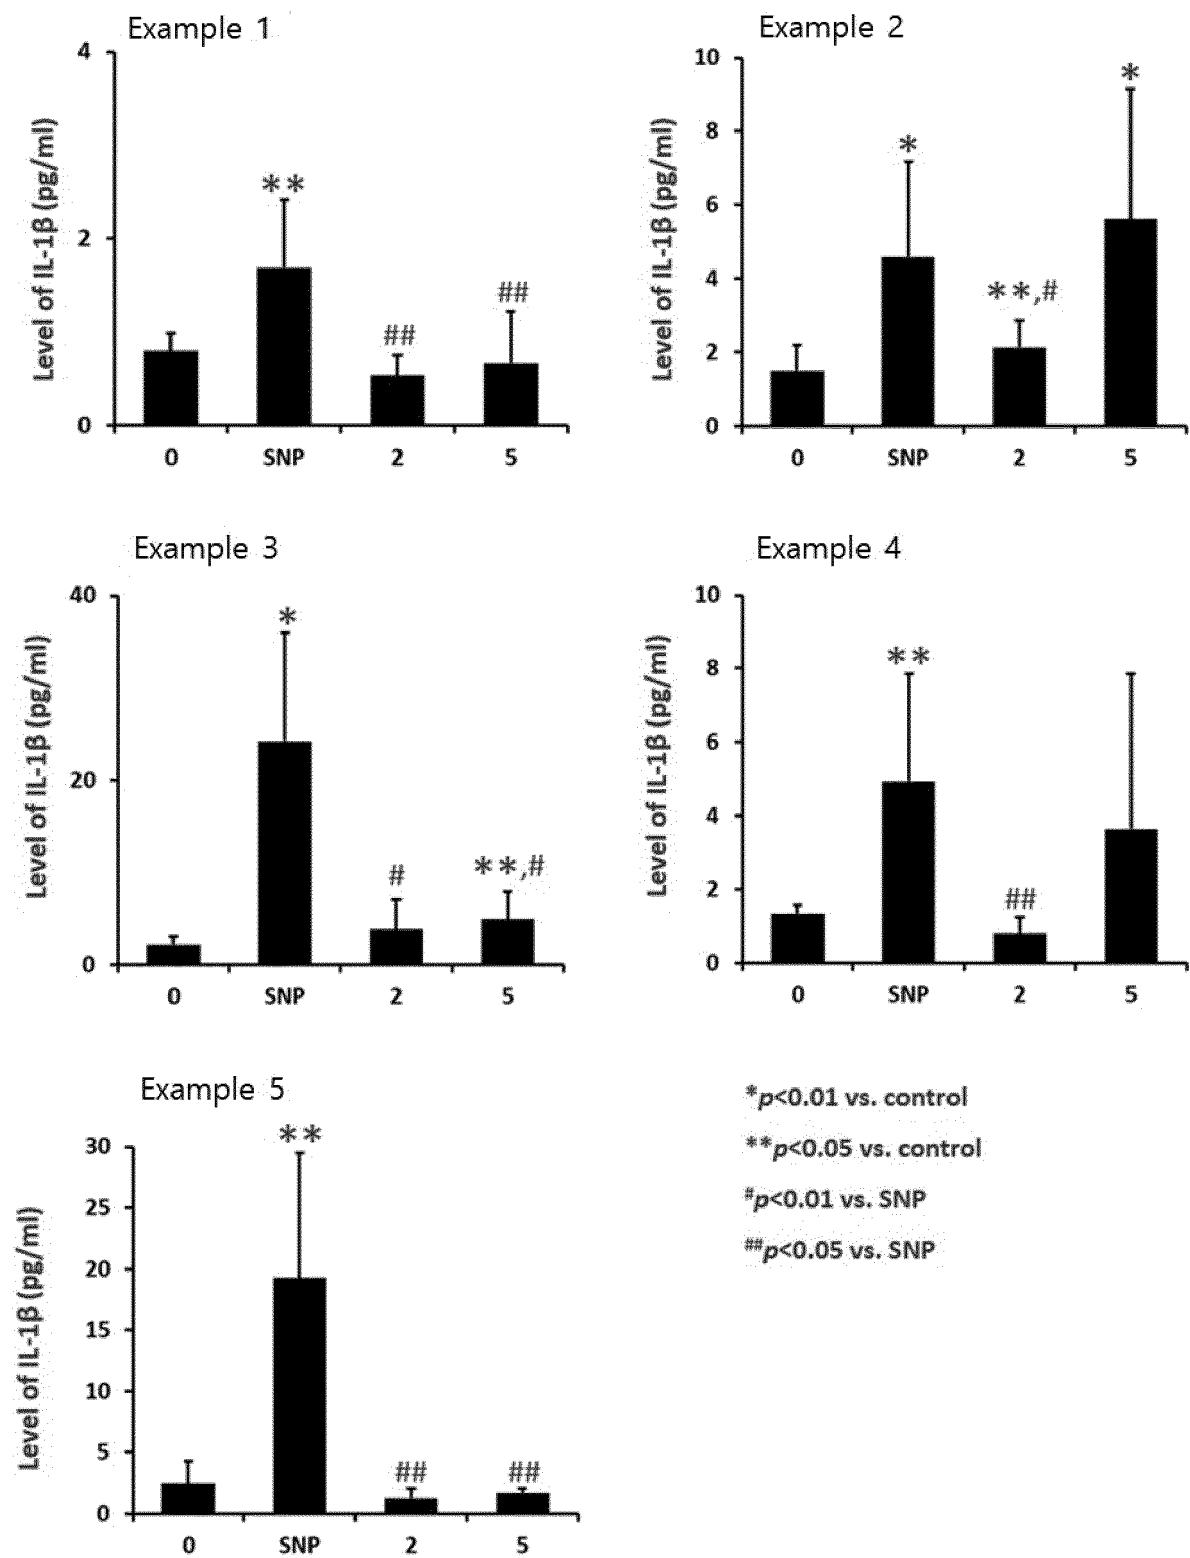 Example 1
4
2
0
Level of IL-1β (pg/ml)
**
##
##
0 SNP 2 5
Example 2
10
8
6
4
2
0
Level of IL-1β (pg/ml)
*
**,#
*
0 SNP 2 5
Example 3
40
20
0
Level of IL-1β (pg/ml)
*
#
**,#
0 SNP 2 5
Example 4
10
8
6
4
2
0
Level of IL-1β (pg/ml)
**
##
0 SNP 2 5
Example 5
30
25
20
15
10
5
0
Level of IL-1β (pg/ml)
**
##
##
0 SNP 2 5
*p<0.01 vs. control
**p<0.05 vs. control
#p<0.01 vs. SNP
##p<0.05 vs. SNP